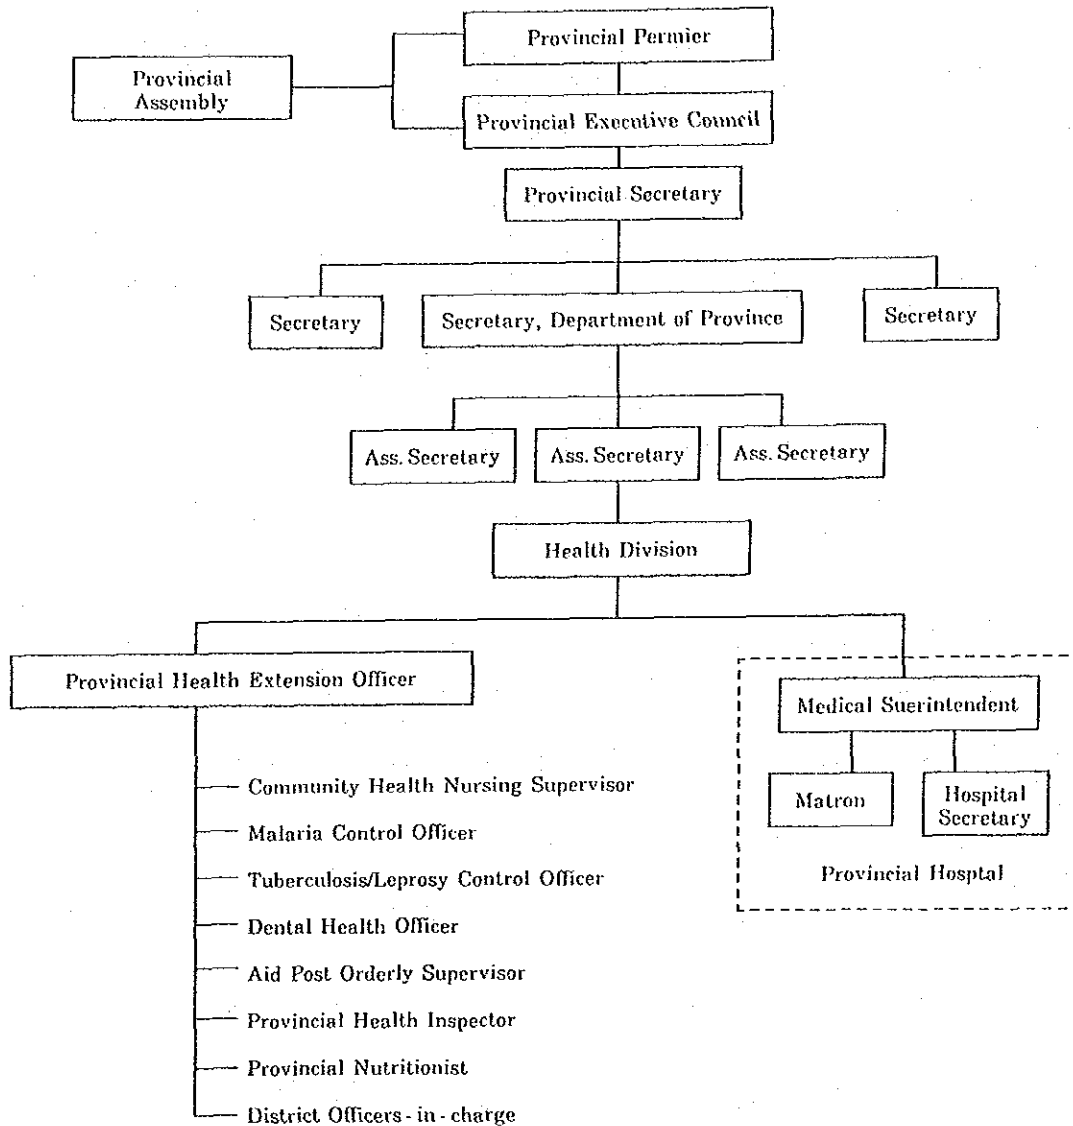 Provincial Permier
Provincial
Assembly
Provincial Executive Council
Provincial Secretary
Secretary
Secretary, Department of Province
Secretary
Ass. Secretary
Ass. Secretary
Ass. Secretary
Health Division
Provincial Health Extension Officer
Medical Suerintendent
Community Health Nursing Supervisor
Matron
Hospital
Secretary
Malaria Control Officer
Tuberculosis/Leprosy Control Officer
Provincial Hosptal
Dental Health Officer
Aid Post Orderly Supervisor
Provincial Health Inspector
Provincial Nutritionist
District Officers - in - charge